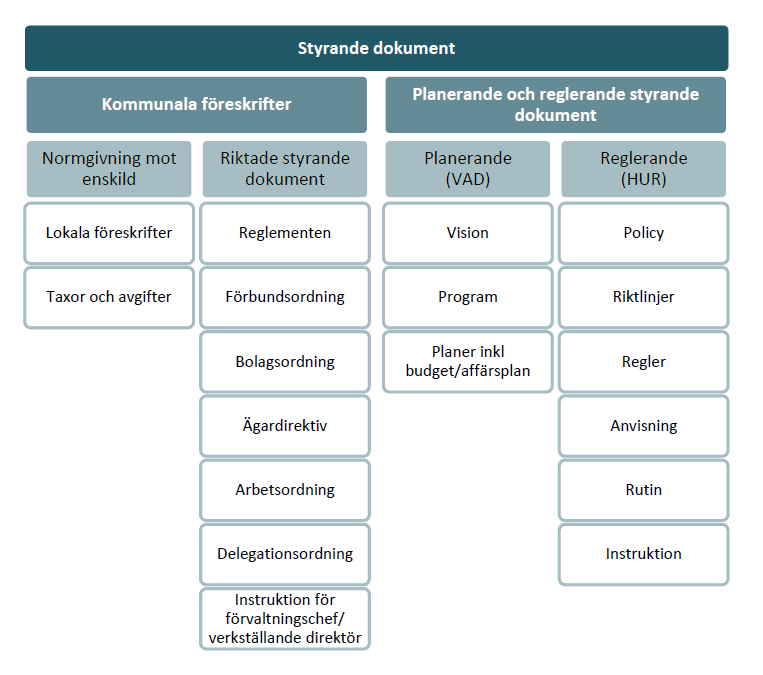 Styrande dokument
Kommunala föreskrifter
Planerande och reglerande styrande
dokument
Normgivning mot
enskild
Riktade styrande
dokument
Planerande
(VAD)
Reglerande
(HUR)
Lokala föreskrifter
Taxor och avgifter
Reglementen
Förbundsordning
Bolagsordning
Ägardirektiv
Arbetsordning
Delegationsordning
Instruktion för
förvaltningschef/
verkställande direktör
Vision
Program
Planer inkl
budget/affärsplan
Policy
Riktlinjer
Regler
Anvisning
Rutin
Instruktion